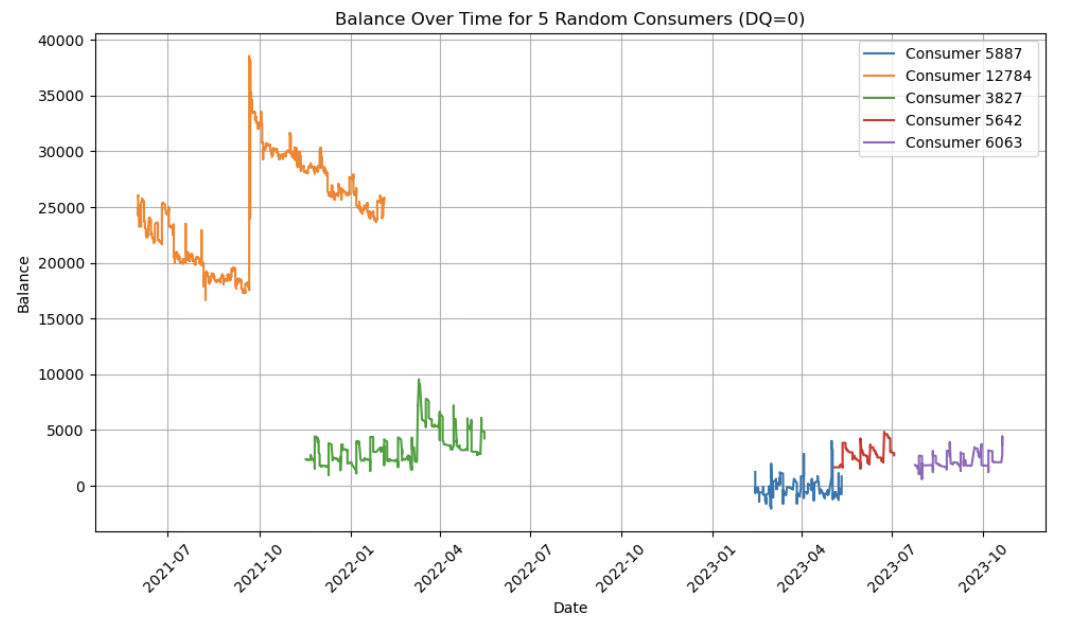 Balance Over Time for 5 Random Consumers (DQ=0)
Consumer 5887
Consumer 12784
Consumer 3827
Consumer 5642
Consumer 6063
Balance
40000
35000
30000
25000
20000
15000
10000
5000
0
2021-07
2021-10
2022-01
2022-04
2022-07
2022-10
2023-01
2023-04
2023-07
2023-10
Date